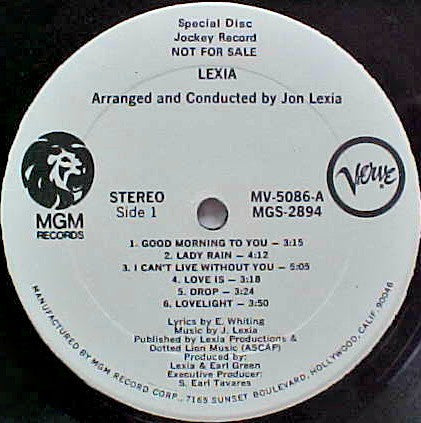 Special Disc
Jockey Record
NOT FOR SALE
LEXIA
Arranged and Conducted by Jon Lexia
MGM
RECORDS
STEREO
Side 1
MV-5086-A
MGS-2894
Verve
1. GOOD MORNING TO YOU — 3:15
2. LADY RAIN — 4:12
3. I CAN'T LIVE WITHOUT YOU — 5:05
4. LOVE IS — 3:18
5. DROP — 3:24
6. LOVELIGHT — 3:50
Lyrics by E. Whiting
Music by J. Lexia
Published by Lexia Productions &
Dotted Lion Music (ASCAP)
Produced by:
Lexia & Earl Green
Executive Producer:
S. Earl Tavares
MANUFACTURED BY MGM RECORD CORP., — 7165 SUNSET BOULEVARD, HOLLYWOOD, CALIF. 90046